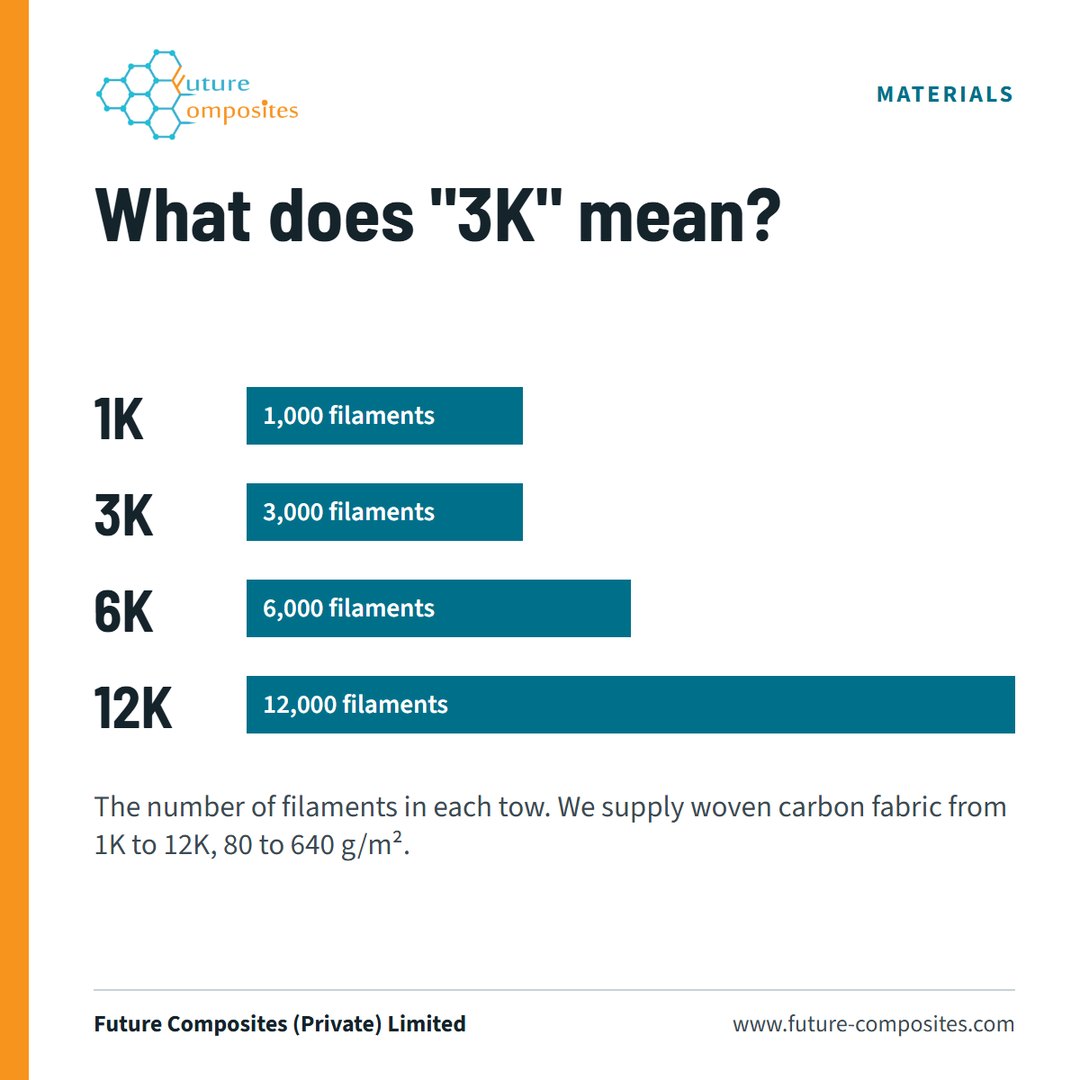 uture
omposites
MATERIALS
What does "3K" mean?
1K
1,000 filaments
3K
3,000 filaments
6K
6,000 filaments
12K
12,000 filaments
The number of filaments in each tow. We supply woven carbon fabric from
1K to 12K, 80 to 640 g/m².
Future Composites (Private) Limited
www.future-composites.com